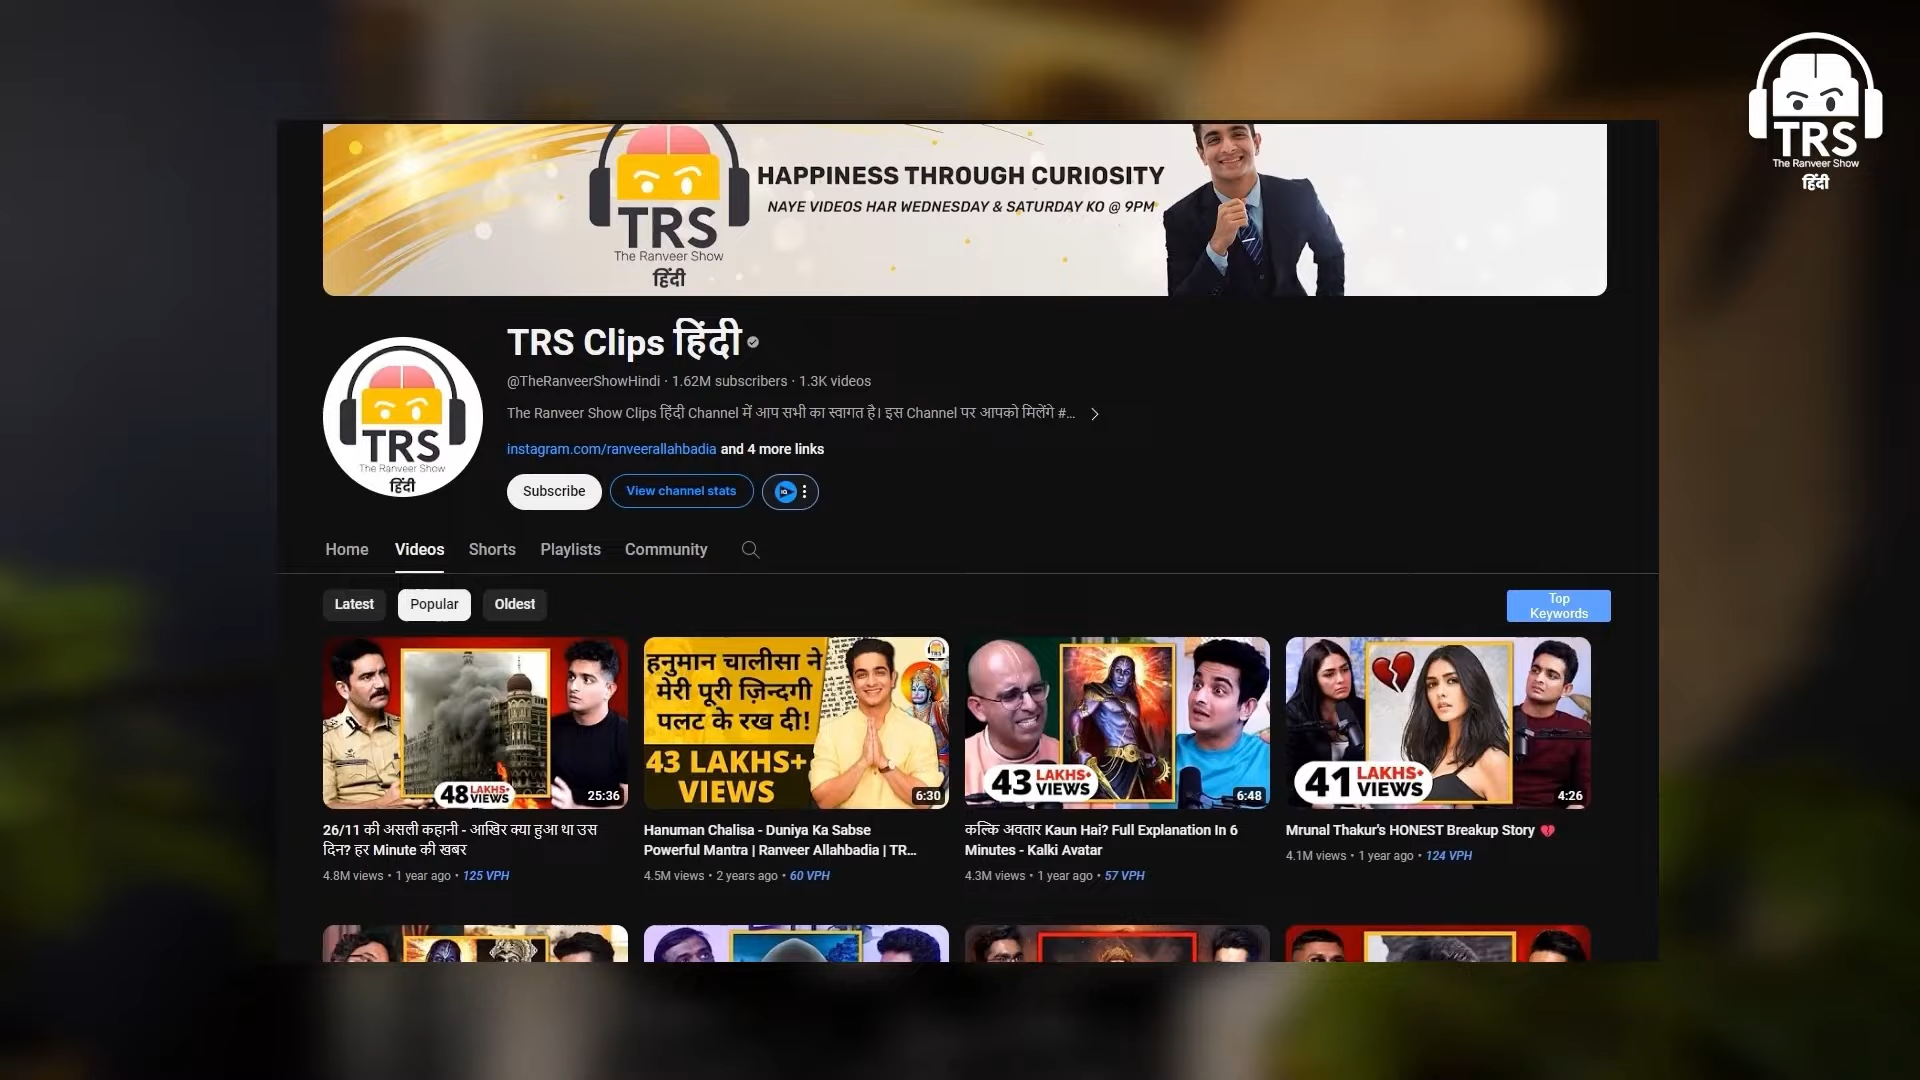 TRS
The Ranveer Show
हिंदी
HAPPINESS THROUGH CURIOSITY
NAYE VIDEOS HAR WEDNESDAY & SATURDAY KO @ 9PM
TRS
The Ranveer Show
हिंदी
TRS Clips हिंदी
@TheRanveerShowHindi · 1.62M subscribers · 1.3K videos
The Ranveer Show Clips हिंदी Channel में आप सभी का स्वागत है। इस Channel पर आपको मिलेंगे #...
instagram.com/ranveerallahbadia and 4 more links
Subscribe
View channel stats
TRS
The Ranveer Show
हिंदी
Home Videos Shorts Playlists Community
Latest Popular Oldest
Top
Keywords
48 LAKHS+
VIEWS
25:36
हनुमान चालीसा ने
मेरी पूरी ज़िन्दगी
पलट के रख दी!
43 LAKHS+
VIEWS
6:30
43 LAKHS+
VIEWS
6:48
41 LAKHS+
VIEWS
4:26
26/11 की असली कहानी - आखिर क्या हुआ था उस
दिन? हर Minute की खबर
4.8M views • 1 year ago • 125 VPH
Hanuman Chalisa - Duniya Ka Sabse
Powerful Mantra | Ranveer Allahbadia | TR...
4.5M views • 2 years ago • 60 VPH
कल्कि अवतार Kaun Hai? Full Explanation In 6
Minutes - Kalki Avatar
4.3M views • 1 year ago • 57 VPH
Mrunal Thakur's HONEST Breakup Story 💔
4.1M views • 1 year ago • 124 VPH